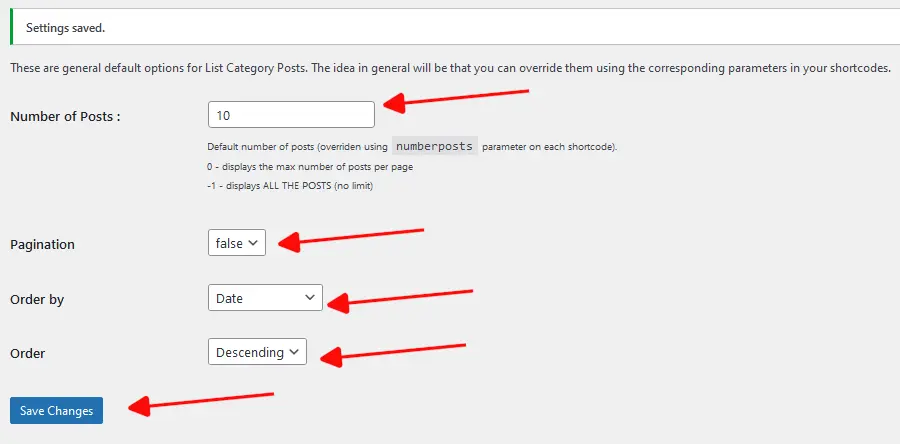 Settings saved.
These are general default options for List Category Posts. The idea in general will be that you can override them using the corresponding parameters in your shortcodes.
Number of Posts : 10
Default number of posts (overriden using numberposts parameter on each shortcode).
0 - displays the max number of posts per page
-1 - displays ALL THE POSTS (no limit)
Pagination false
Order by Date
Order Descending
Save Changes